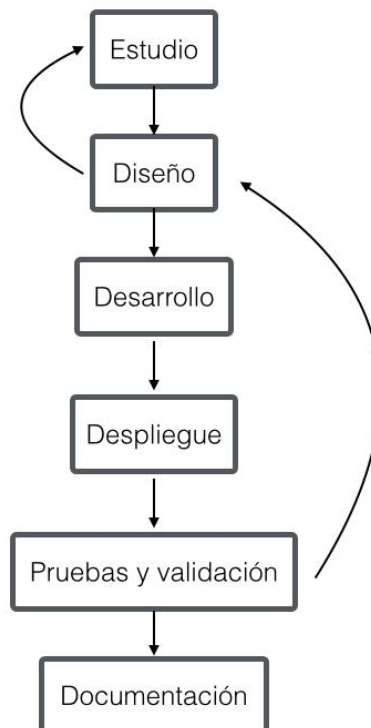 Estudio
Diseño
Desarrollo
Despliegue
Pruebas y validación
Documentación